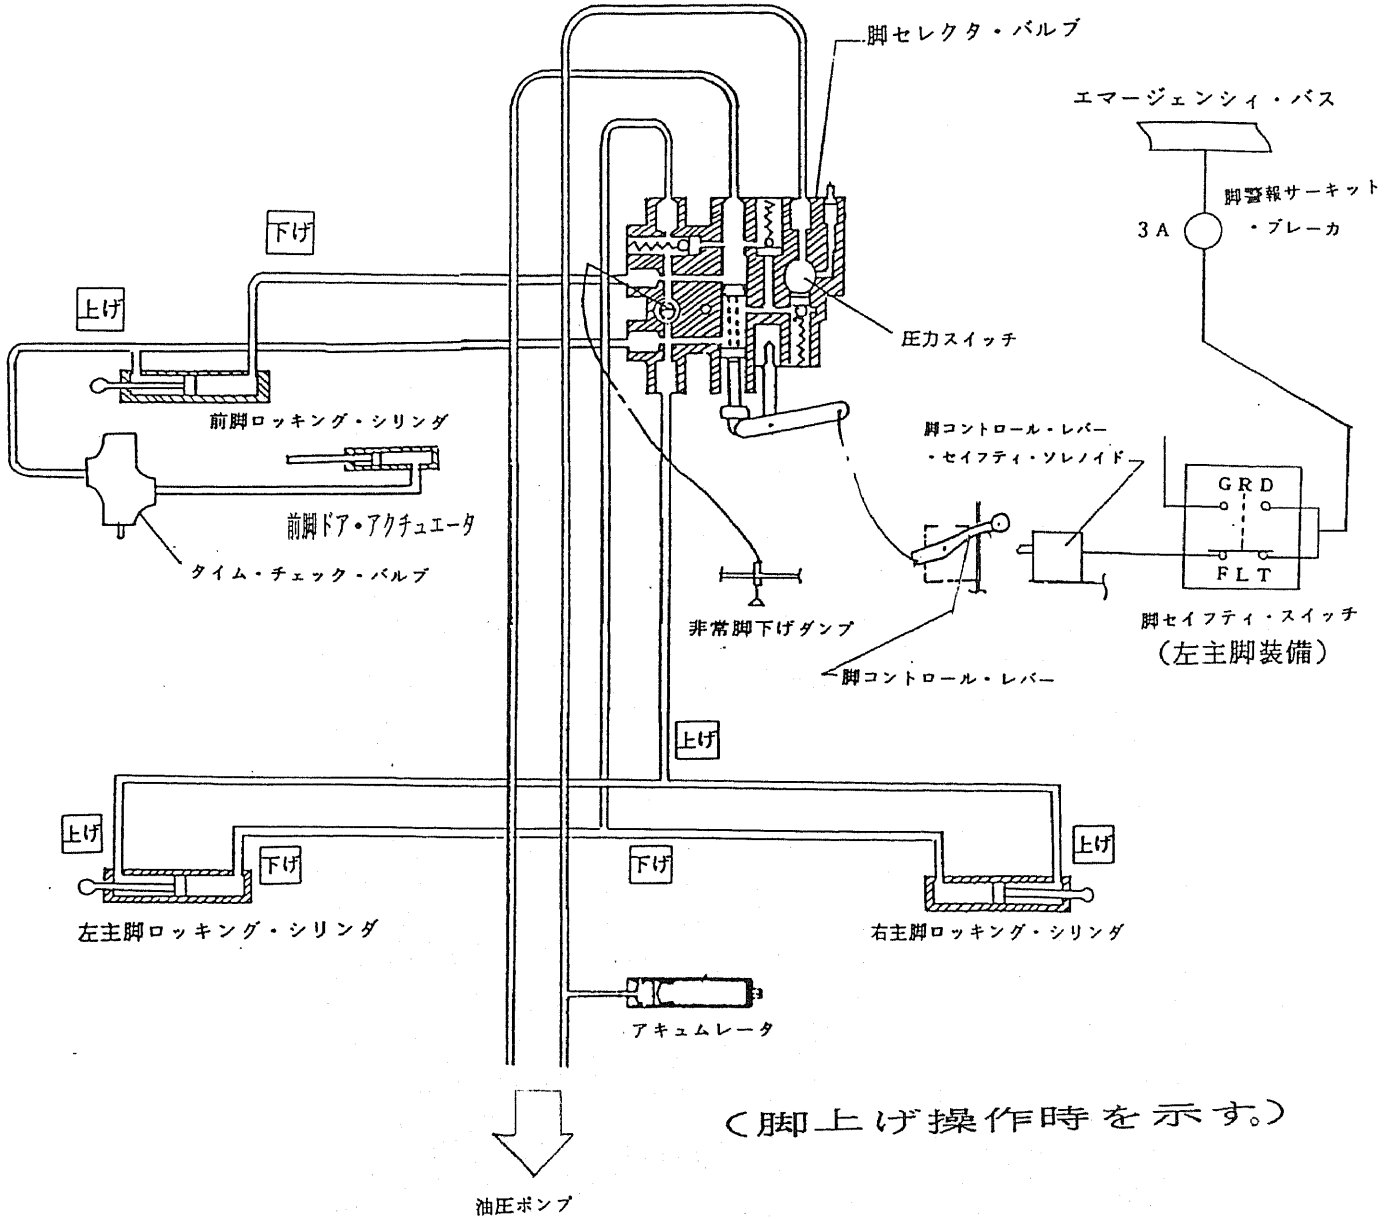 脚セレクタ・バルブ
エマージェンシィ・バス
脚警報サーキット
・ブレーカ
3A
下げ
上げ
圧力スイッチ
前脚ロッキング・シリンダ
脚コントロール・レバー
・セイフティ・ソレノイド
GRD
FLT
前脚ドア・アクチュエータ
タイム・チェック・バルブ
非常脚下げダンプ
脚セイフティ・スイッチ
(左主脚装備)
脚コントロール・レバー
上げ
上げ
下げ
下げ
上げ
左主脚ロッキング・シリンダ
右主脚ロッキング・シリンダ
アキュムレータ
(脚上げ操作時を示す。)
油圧ポンプ